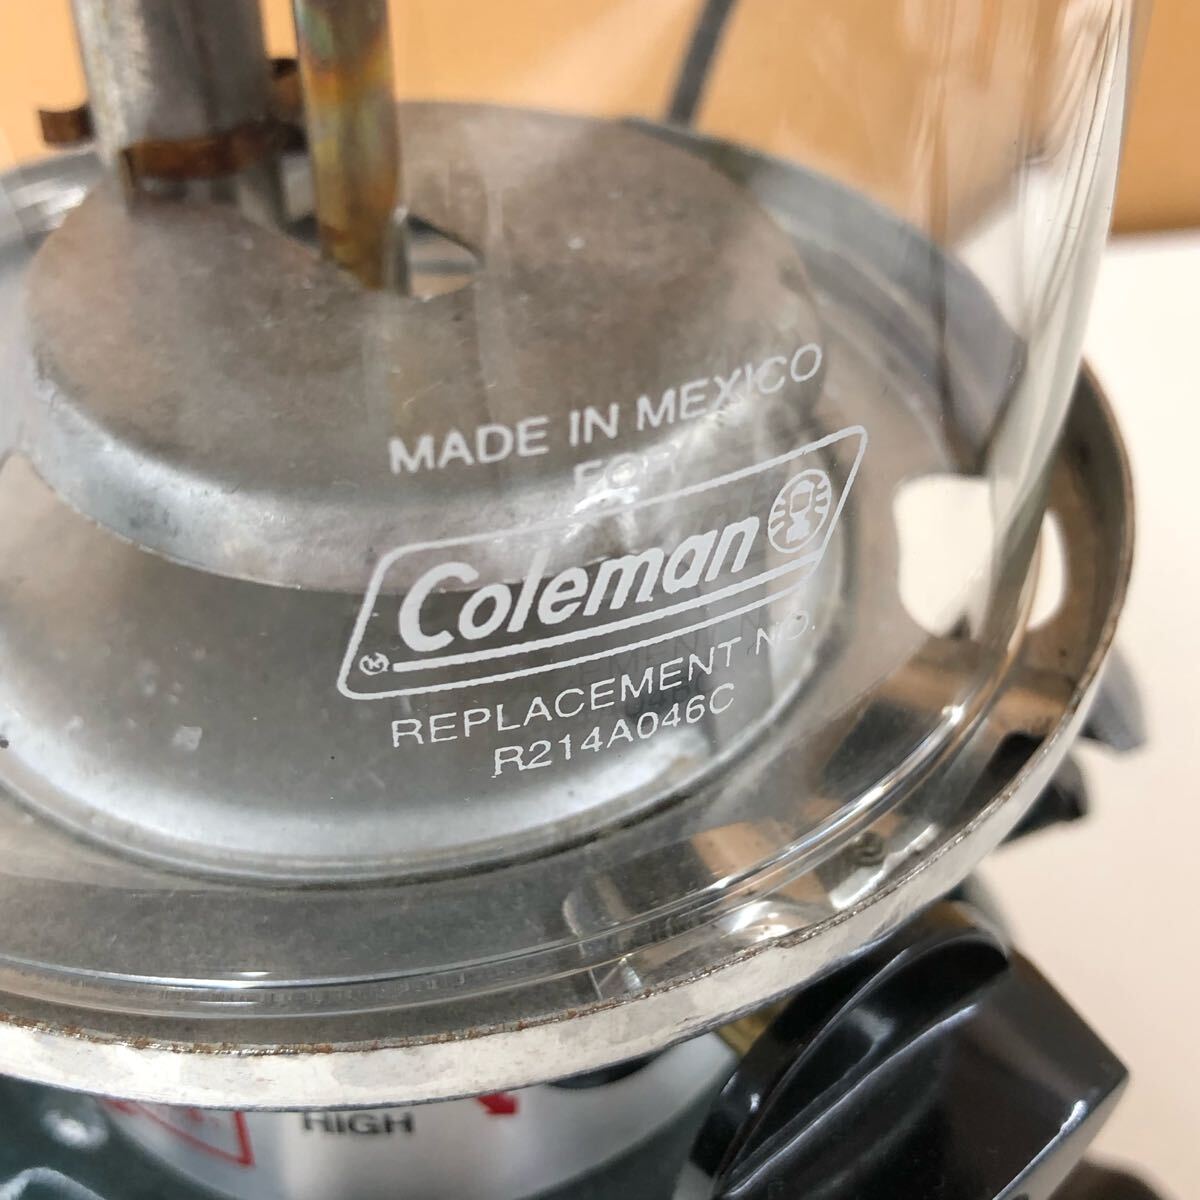 MADE IN MEXICO
FOR
Coleman
REPLACEMENT NO.
R214A046C
HIGH